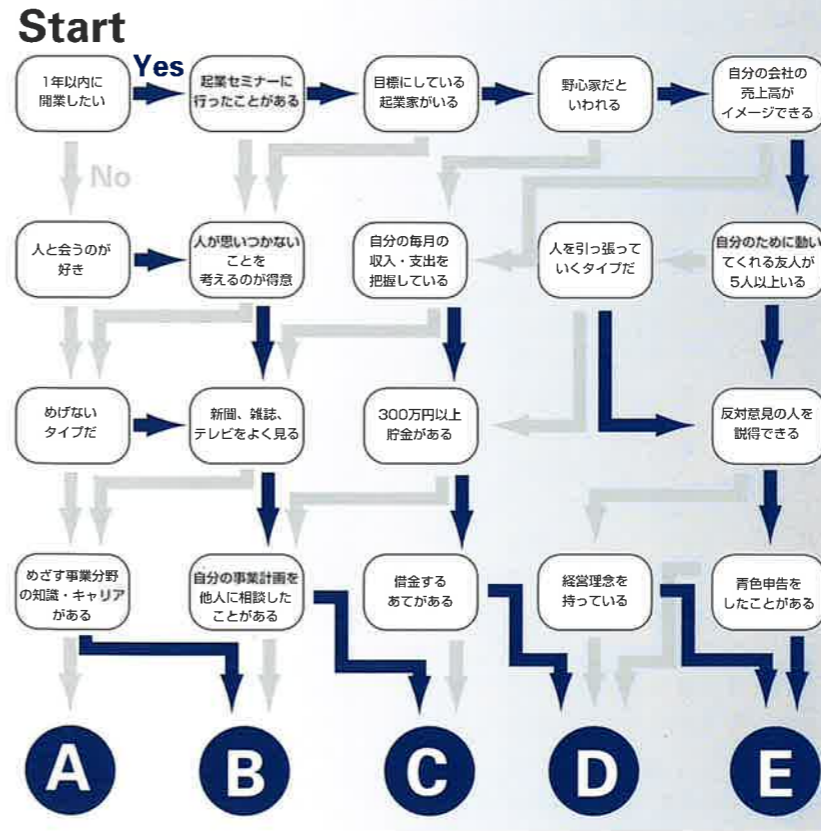 Start
Yes
1年以内に
開業したい
起業セミナーに
行ったことがある
目標にしている
起業家がいる
野心家だと
いわれる
自分の会社の
売上高が
イメージできる
No
人と会うのが
好き
人が思いつかない
ことを
考えるのが得意
自分の毎月の
収入・支出を
把握している
人を引っ張って
いくタイプだ
自分のために動い
てくれる友人が
5人以上いる
めげない
タイプだ
新聞、雑誌、
テレビをよく見る
300万円以上
貯金がある
反対意見の人を
説得できる
めざす事業分野
の知識・キャリア
がある
自分の事業計画を
他人に相談した
ことがある
借金する
あてがある
経営理念を
持っている
青色申告を
したことがある
A
B
C
D
E